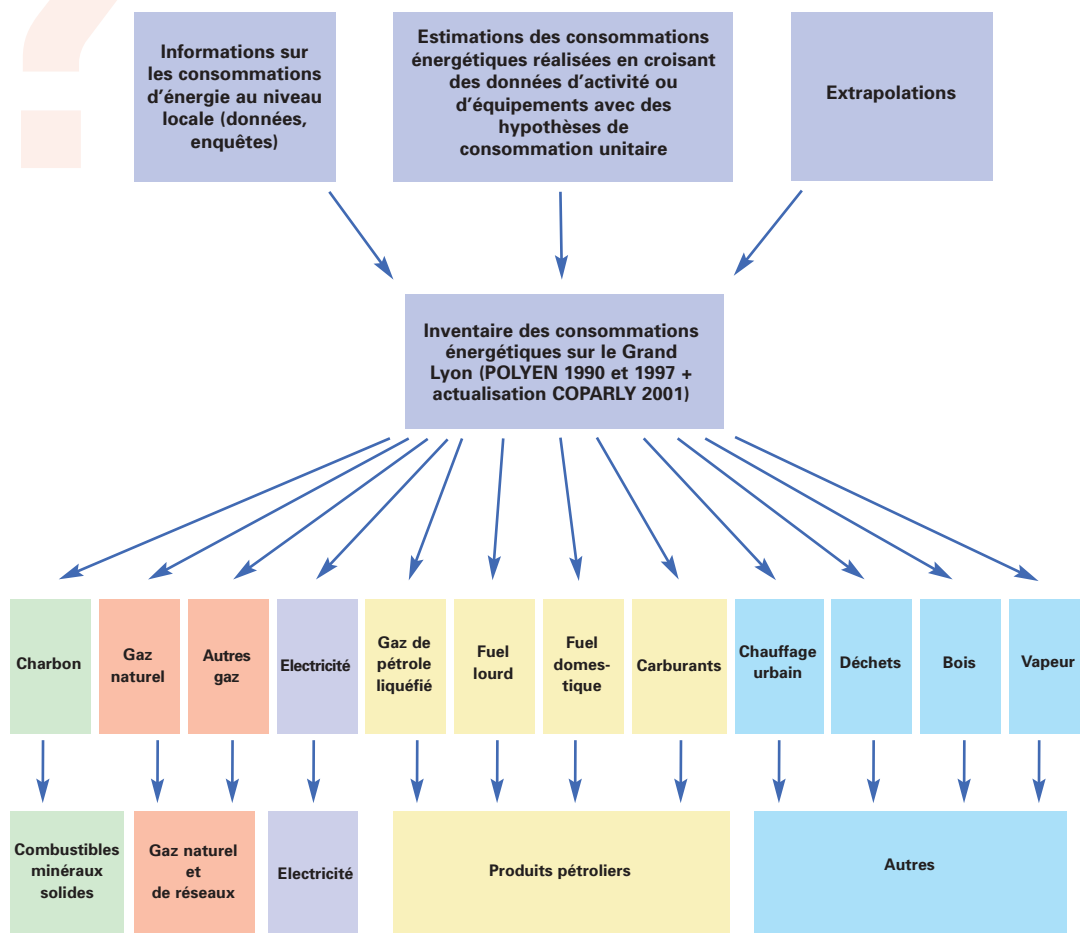 Informations sur
les consommations
d'énergie au niveau
locale (données,
enquêtes)
Estimations des consommations
énergétiques réalisées en croisant
des données d'activité ou
d'équipements avec des
hypothèses de
consommation unitaire
Extrapolations
Inventaire des consommations
énergétiques sur le Grand
Lyon (POLYEN 1990 et 1997 +
actualisation COPARLY 2001)
Charbon
Gaz
naturel
Autres
gaz
Electricité
Gaz de
pétrole
liquéfié
Fuel
lourd
Fuel
domes-
tique
Carburants
Chauffage
urbain
Déchets
Bois
Vapeur
Combustibles
minéraux
solides
Gaz naturel
et
de réseaux
Electricité
Produits pétroliers
Autres